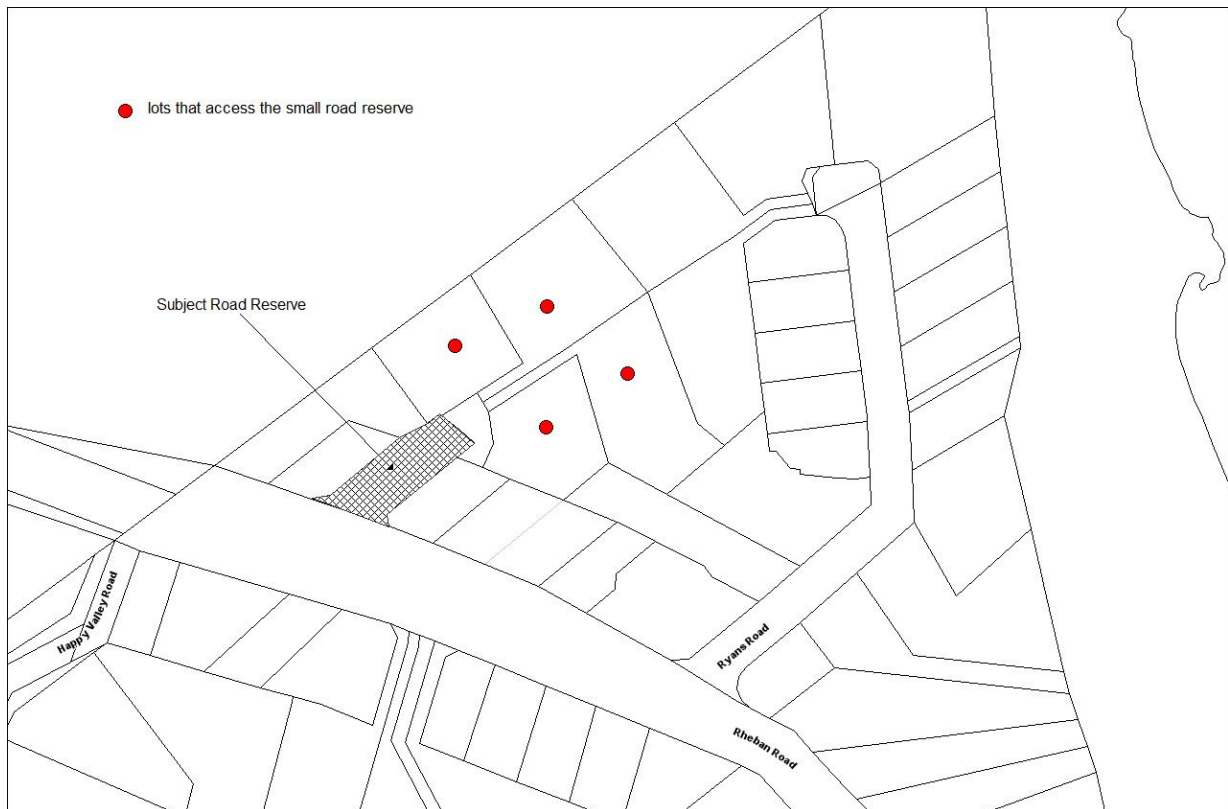 lots that access the small road reserve
Subject Road Reserve
Happy Valley Road
Ryans Road
Rheban Road